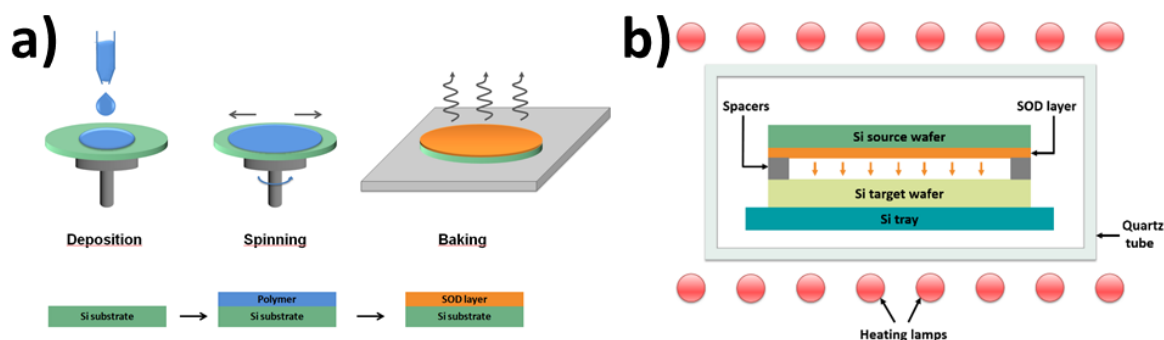 a)
Deposition
Spinning
Baking
Si substrate
Polymer
Si substrate
SOD layer
Si substrate
b)
Spacers
SOD layer
Si source wafer
Si target wafer
Si tray
Quartz
tube
Heating lamps